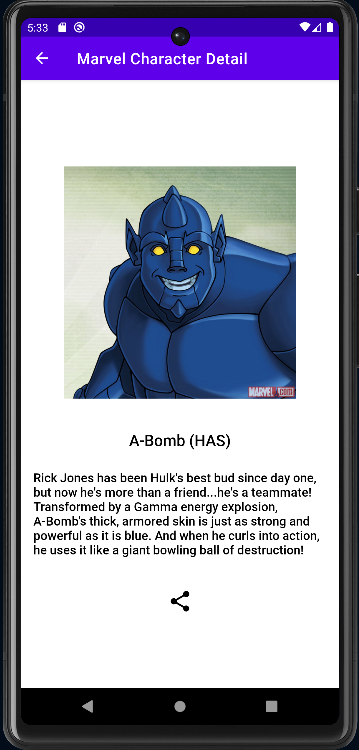 5:33
Marvel Character Detail
MARVEL.COM
A-Bomb (HAS)
Rick Jones has been Hulk's best bud since day one,
but now he's more than a friend...he's a teammate!
Transformed by a Gamma energy explosion,
A-Bomb's thick, armored skin is just as strong and
powerful as it is blue. And when he curls into action,
he uses it like a giant bowling ball of destruction!